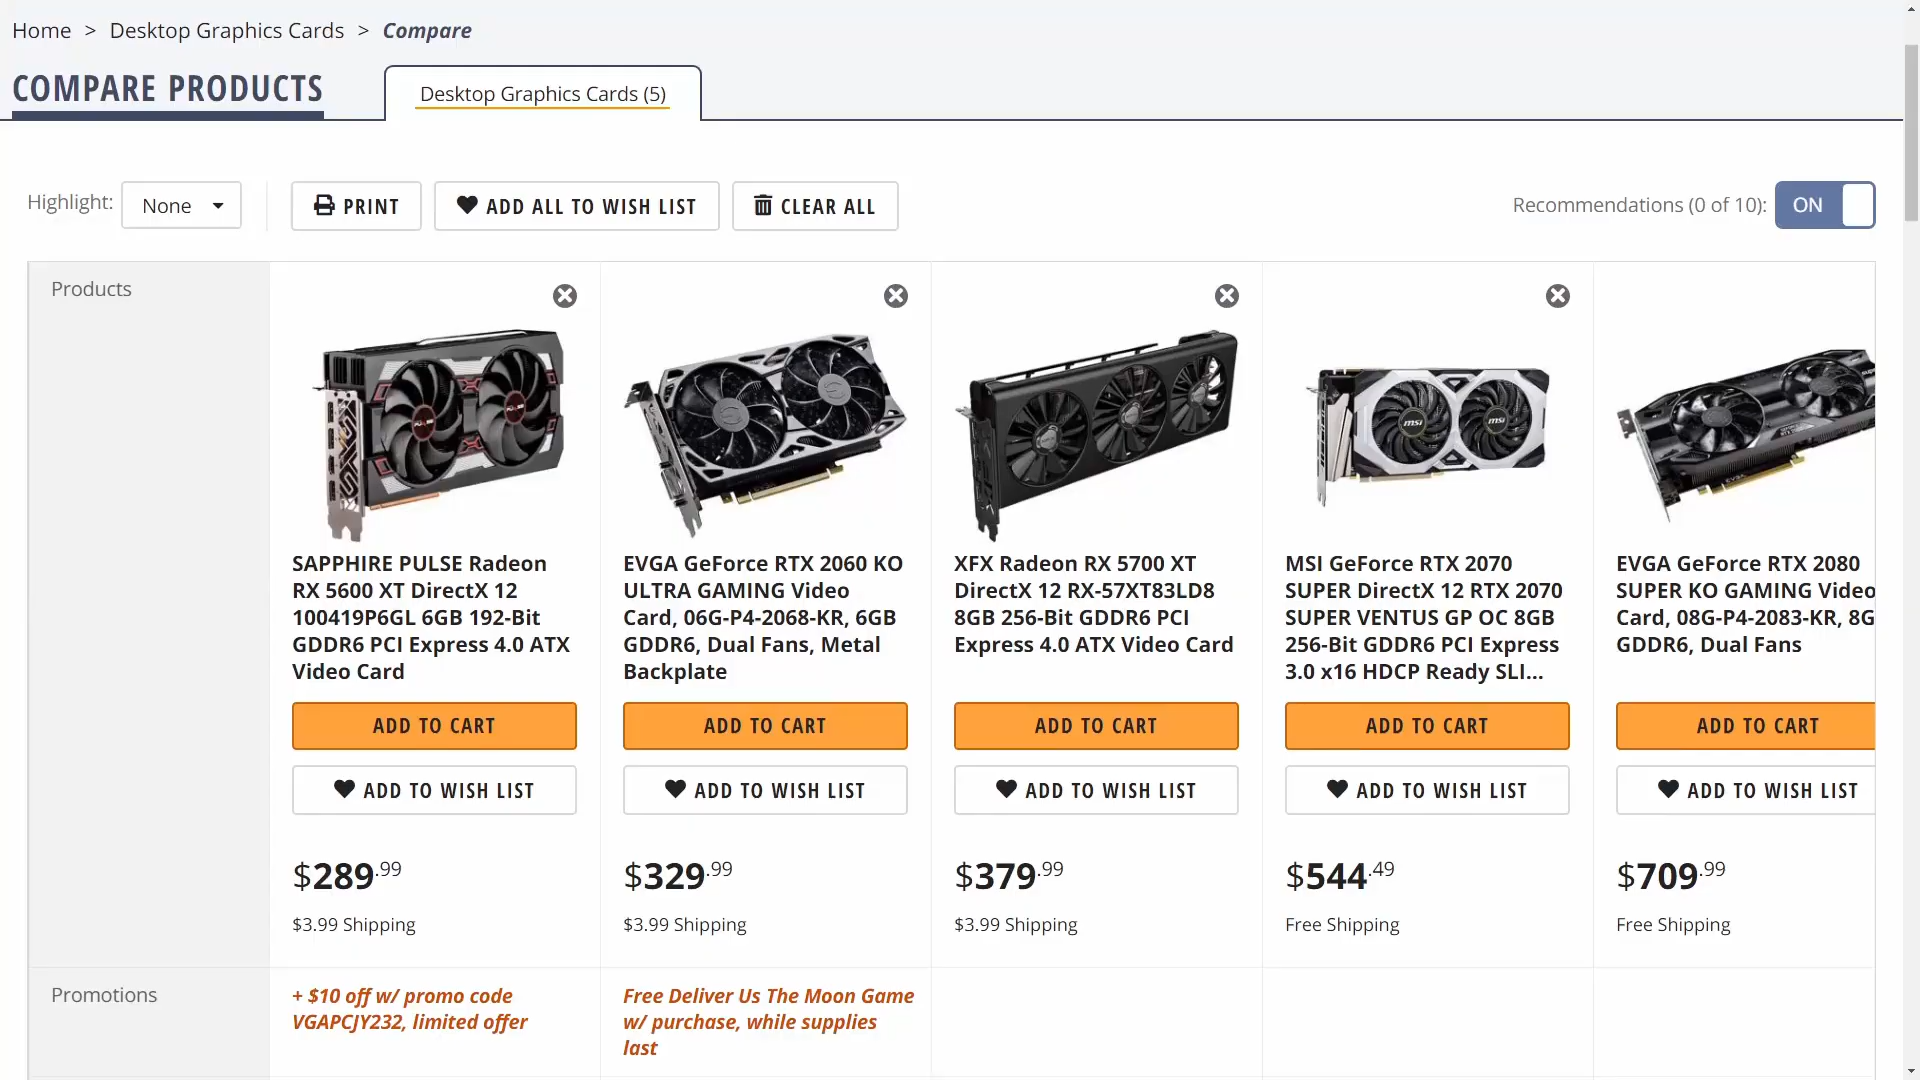 Home > Desktop Graphics Cards > Compare
COMPARE PRODUCTS
Desktop Graphics Cards (5)
Highlight:
None
PRINT
ADD ALL TO WISH LIST
CLEAR ALL
Recommendations (0 of 10):
ON
Products
SAPPHIRE PULSE Radeon
RX 5600 XT DirectX 12
100419P6GL 6GB 192-Bit
GDDR6 PCI Express 4.0 ATX
Video Card
ADD TO CART
ADD TO WISH LIST
$289.99
$3.99 Shipping
EVGA GeForce RTX 2060 KO
ULTRA GAMING Video
Card, 06G-P4-2068-KR, 6GB
GDDR6, Dual Fans, Metal
Backplate
ADD TO CART
ADD TO WISH LIST
$329.99
$3.99 Shipping
XFX Radeon RX 5700 XT
DirectX 12 RX-57XT83LD8
8GB 256-Bit GDDR6 PCI
Express 4.0 ATX Video Card
ADD TO CART
ADD TO WISH LIST
$379.99
$3.99 Shipping
msi
msi
MSI GeForce RTX 2070
SUPER DirectX 12 RTX 2070
SUPER VENTUS GP OC 8GB
256-Bit GDDR6 PCI Express
3.0 x16 HDCP Ready SLI...
ADD TO CART
ADD TO WISH LIST
$544.49
Free Shipping
EVGA GeForce RTX 2080
SUPER KO GAMING Video
Card, 08G-P4-2083-KR, 8G
GDDR6, Dual Fans
ADD TO CART
ADD TO WISH LIST
$709.99
Free Shipping
Promotions
+ $10 off w/ promo code
VGAPCJY232, limited offer
Free Deliver Us The Moon Game
w/ purchase, while supplies
last